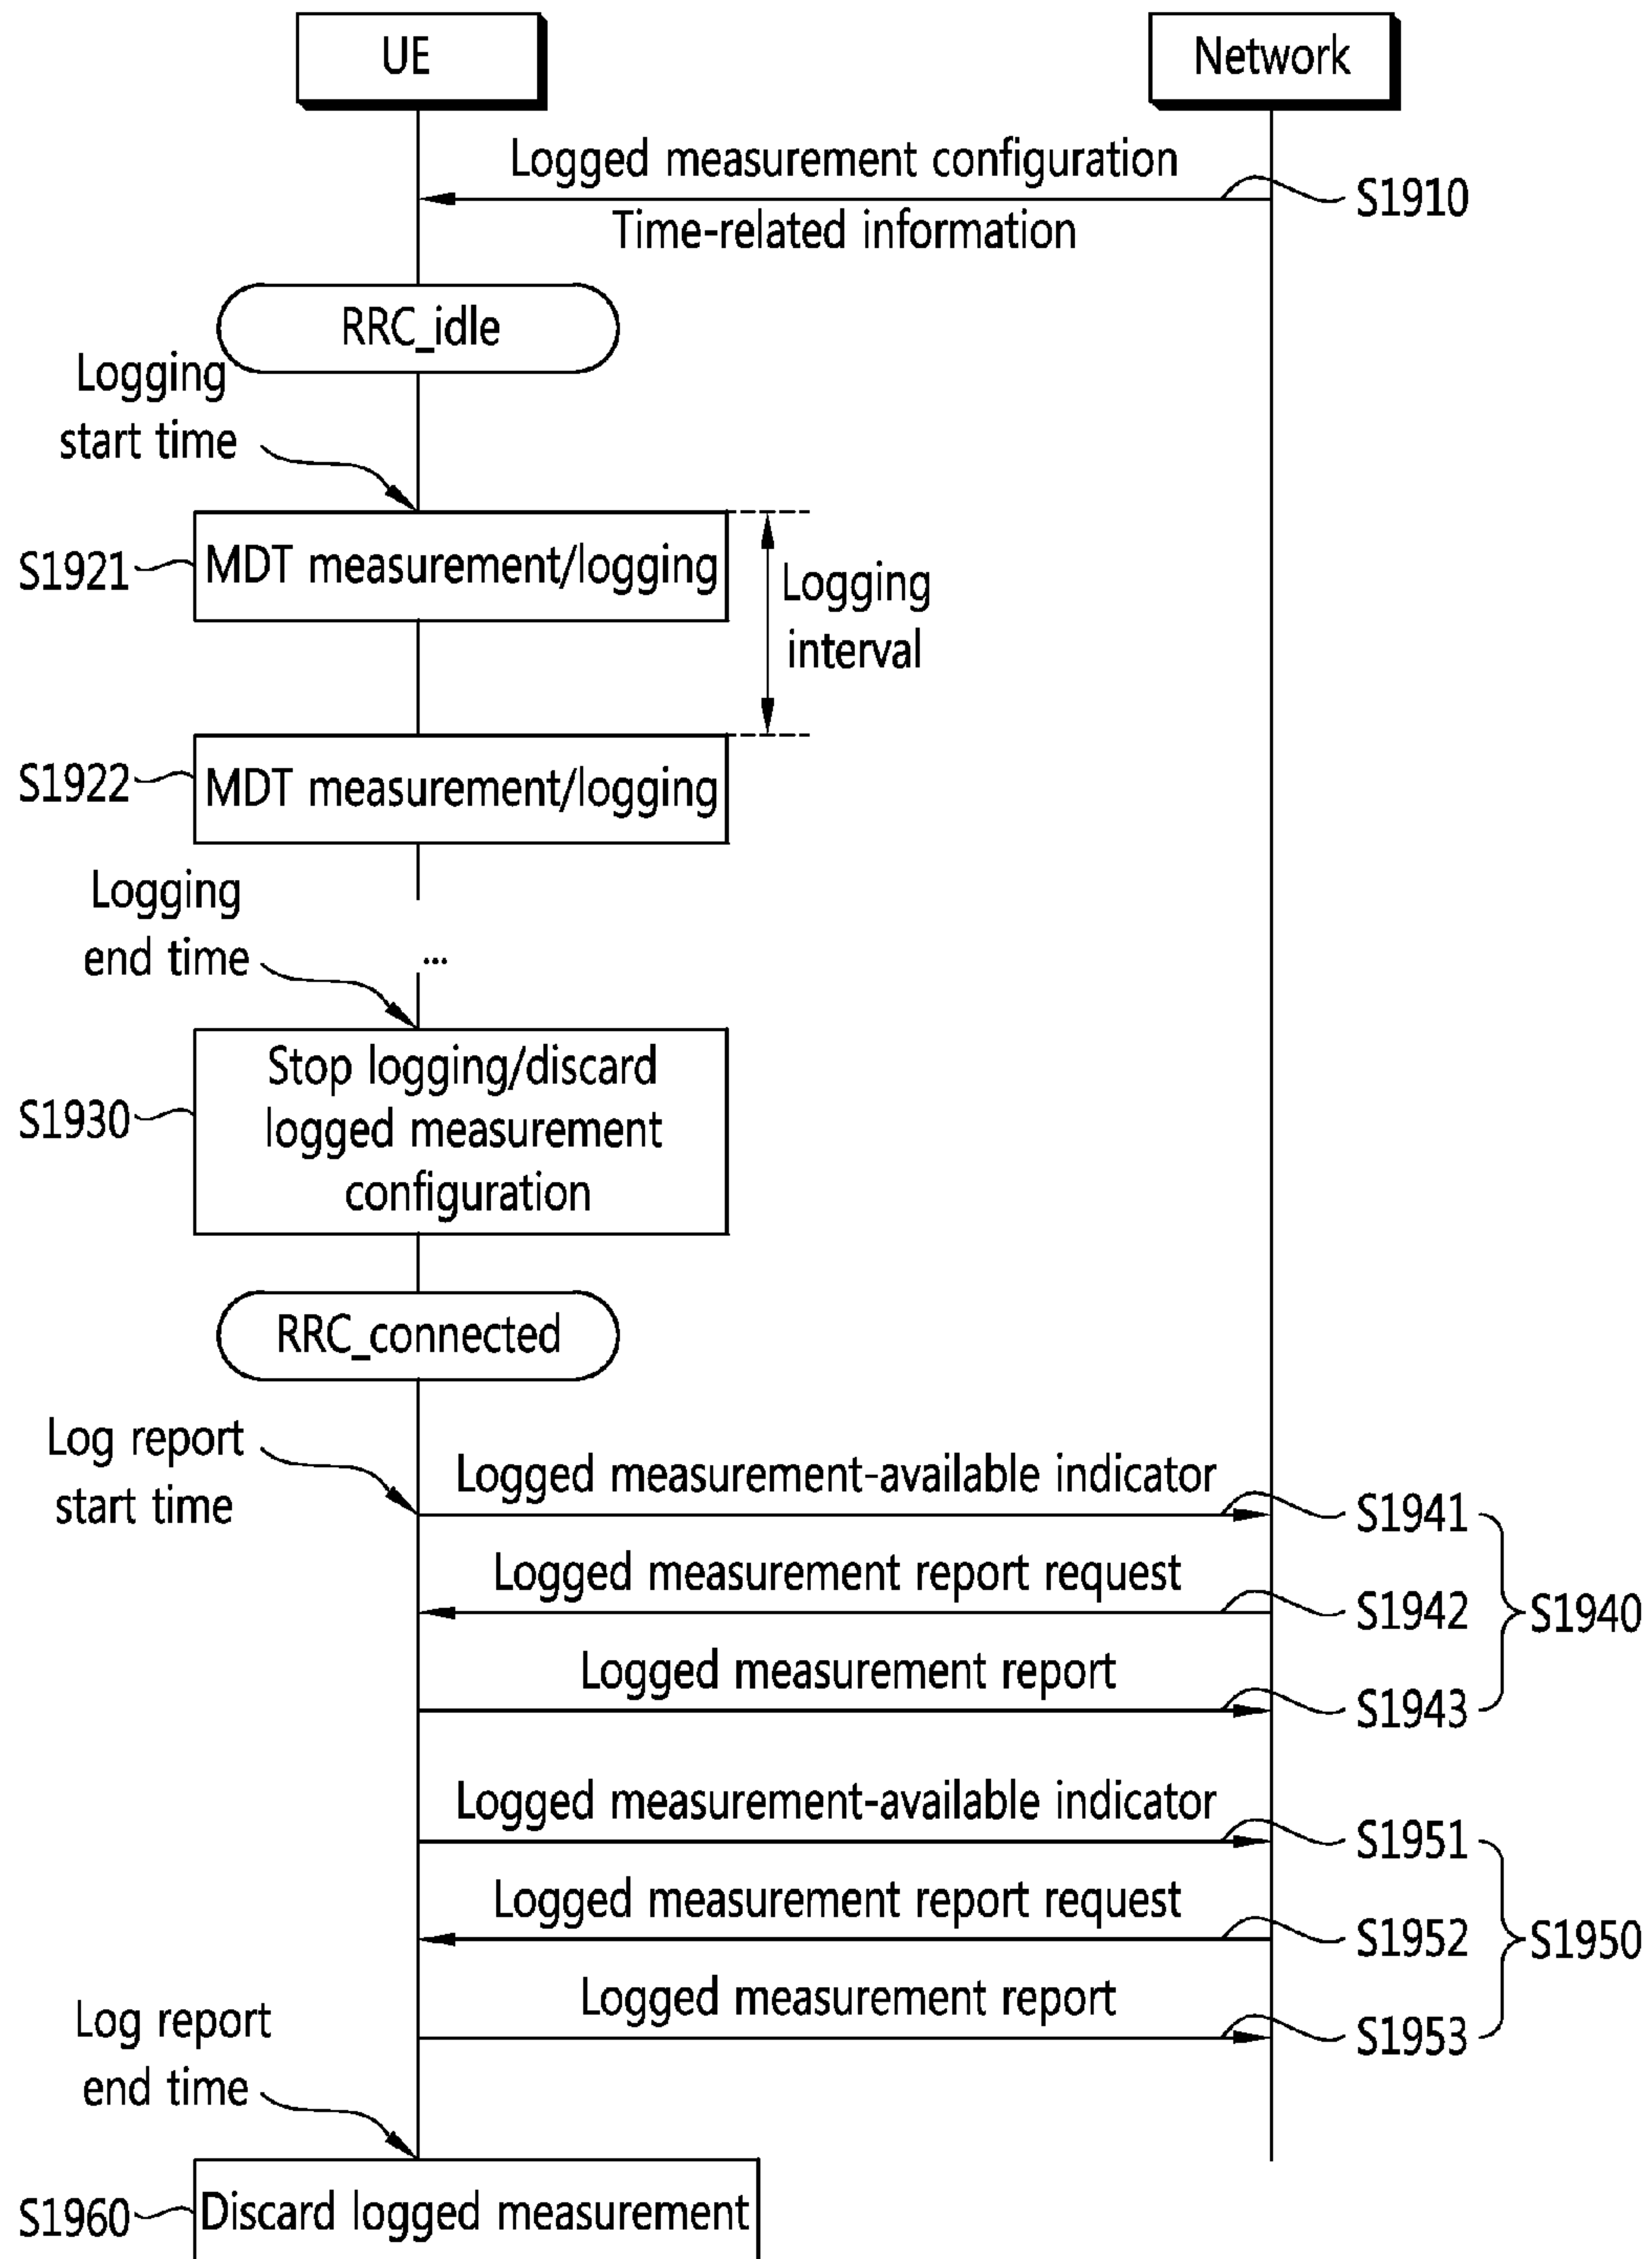 UE
Network
Logged measurement configuration
S1910
Time-related information
RRC_idle
Logging
start time
S1921
MDT measurement/logging
Logging
interval
S1922
MDT measurement/logging
Logging
end time
...
S1930
Stop logging/discard
logged measurement
configuration
RRC_connected
Log report
start time
Logged measurement-available indicator
S1941
Logged measurement report request
S1942
S1940
Logged measurement report
S1943
Logged measurement-available indicator
S1951
Logged measurement report request
S1952
S1950
Logged measurement report
S1953
Log report
end time
S1960
Discard logged measurement